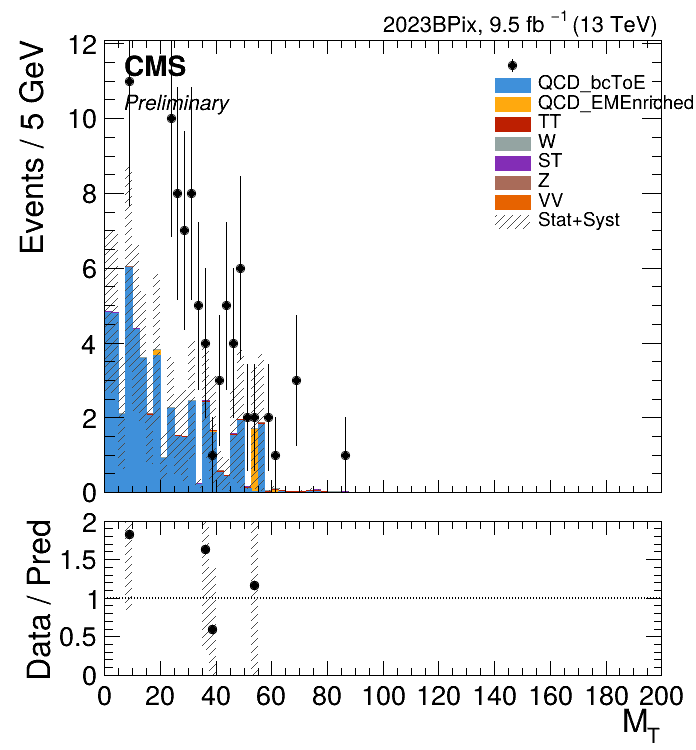 2023BPix, 9.5 fb⁻¹ (13 TeV)
CMS
Preliminary
Events / 5 GeV
12
10
8
6
4
2
0
QCD_bcToE
QCD_EMEnriched
TT
W
ST
Z
VV
Stat+Syst
Data / Pred
2
1.5
1
0.5
0
0 20 40 60 80 100 120 140 160 180 200
M_T